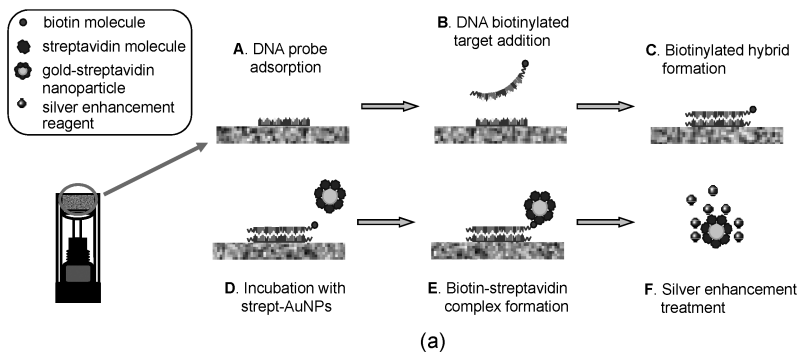 biotin molecule
streptavidin molecule
gold-streptavidin
nanoparticle
silver enhancement
reagent
A. DNA probe
adsorption
B. DNA biotinylated
target addition
C. Biotinylated hybrid
formation
D. Incubation with
strept-AuNPs
E. Biotin-streptavidin
complex formation
F. Silver enhancement
treatment
(a)